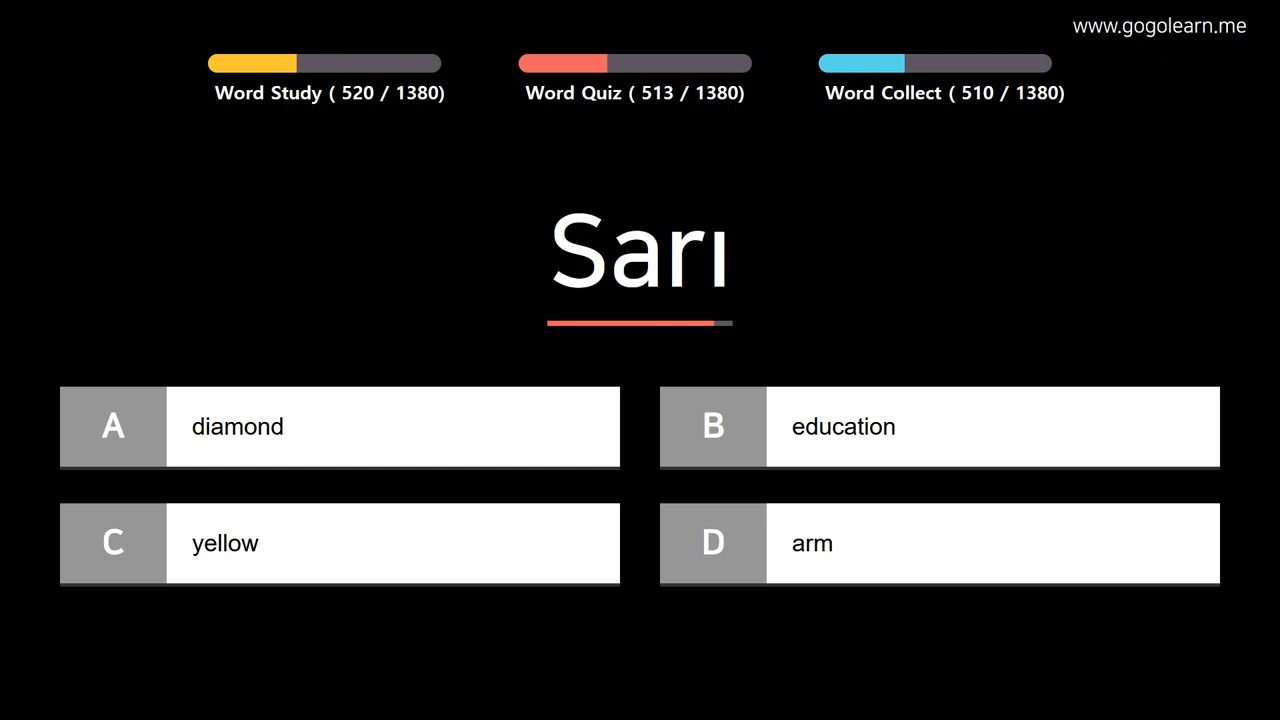 www.gogolearn.me
Word Study ( 520 / 1380)
Word Quiz ( 513 / 1380)
Word Collect ( 510 / 1380)
Sarı
A diamond
B education
C yellow
D arm